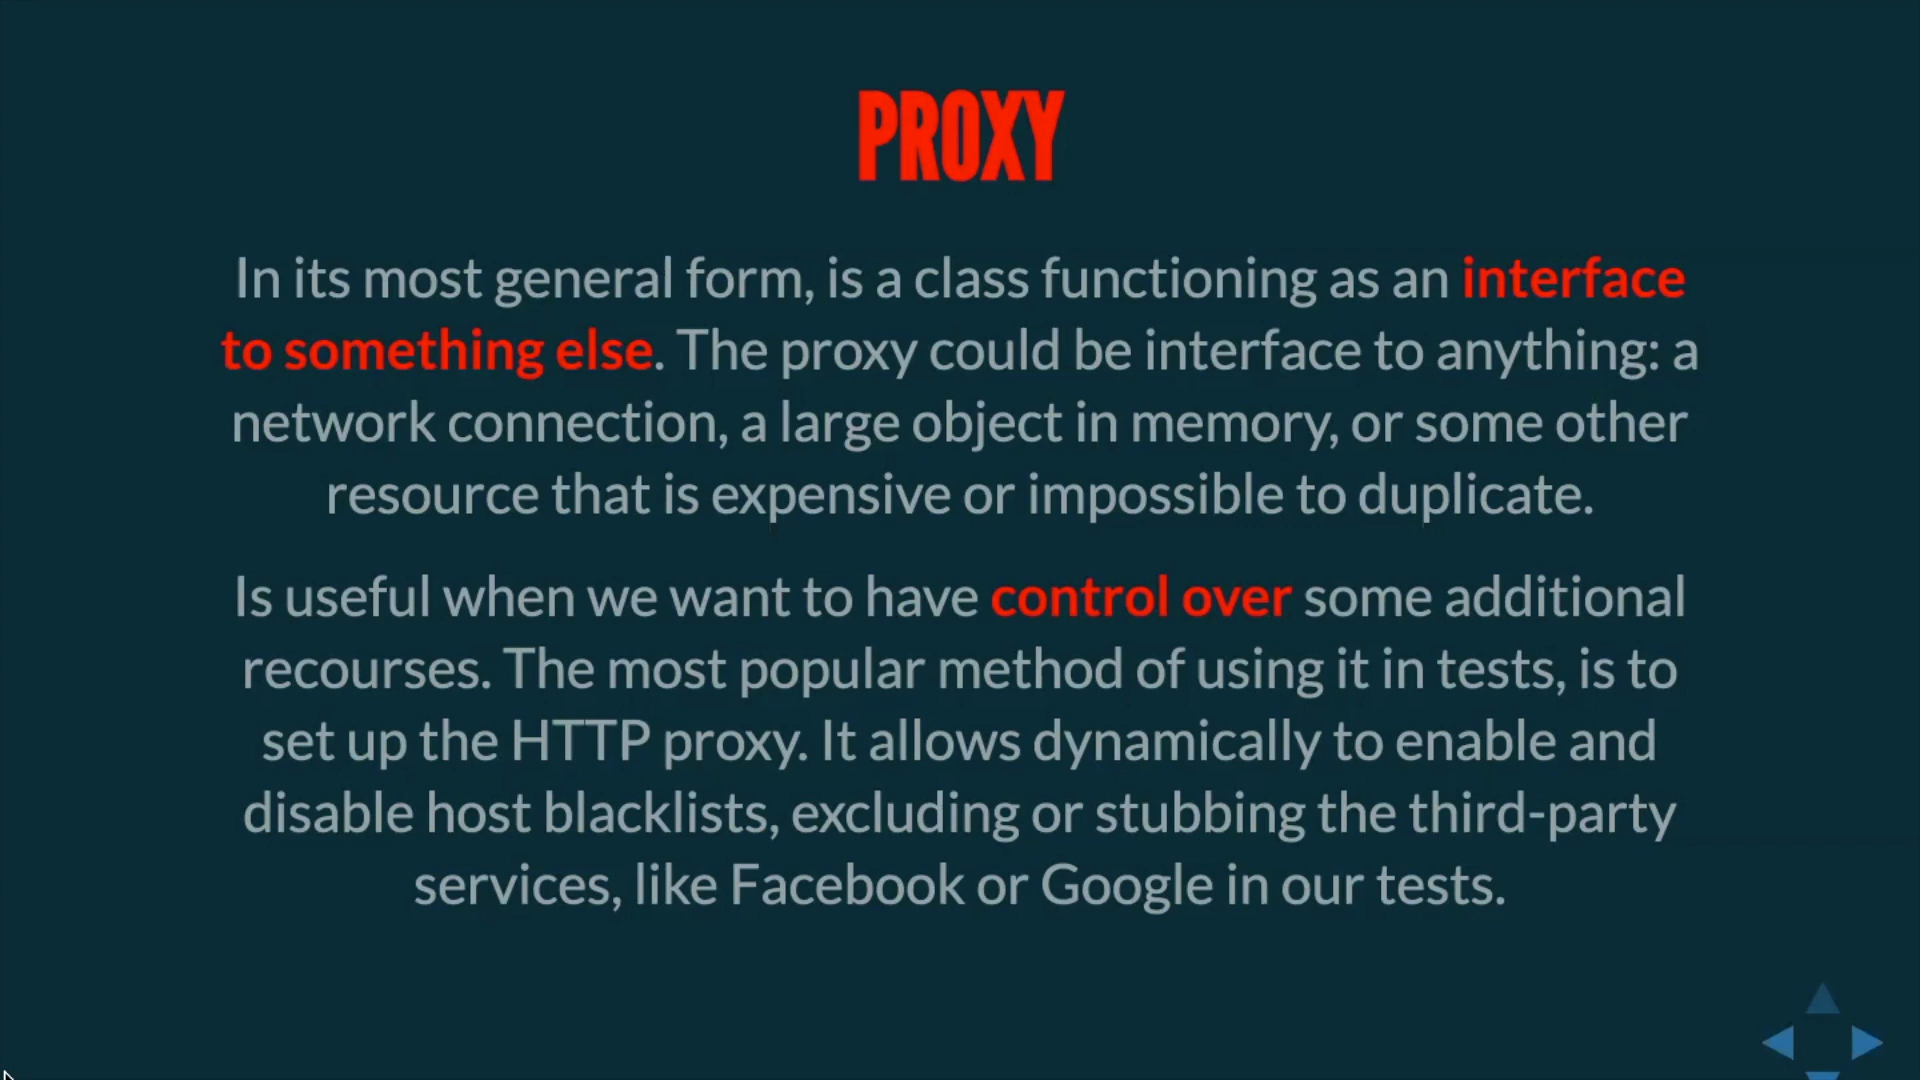 PROXY
In its most general form, is a class functioning as an interface
to something else. The proxy could be interface to anything: a
network connection, a large object in memory, or some other
resource that is expensive or impossible to duplicate.
Is useful when we want to have control over some additional
recourses. The most popular method of using it in tests, is to
set up the HTTP proxy. It allows dynamically to enable and
disable host blacklists, excluding or stubbing the third-party
services, like Facebook or Google in our tests.